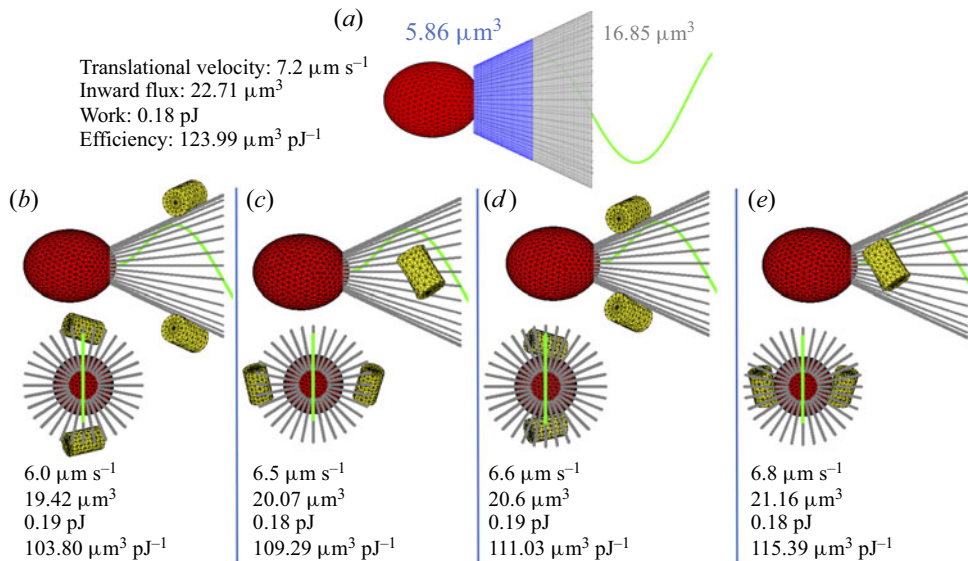 (a)
5.86 μm³
16.85 μm³
Translational velocity: 7.2 μm s⁻¹
Inward flux: 22.71 μm³
Work: 0.18 pJ
Efficiency: 123.99 μm³ pJ⁻¹
(b)
(c)
(d)
(e)
6.0 μm s⁻¹
19.42 μm³
0.19 pJ
103.80 μm³ pJ⁻¹
6.5 μm s⁻¹
20.07 μm³
0.18 pJ
109.29 μm³ pJ⁻¹
6.6 μm s⁻¹
20.6 μm³
0.19 pJ
111.03 μm³ pJ⁻¹
6.8 μm s⁻¹
21.16 μm³
0.18 pJ
115.39 μm³ pJ⁻¹